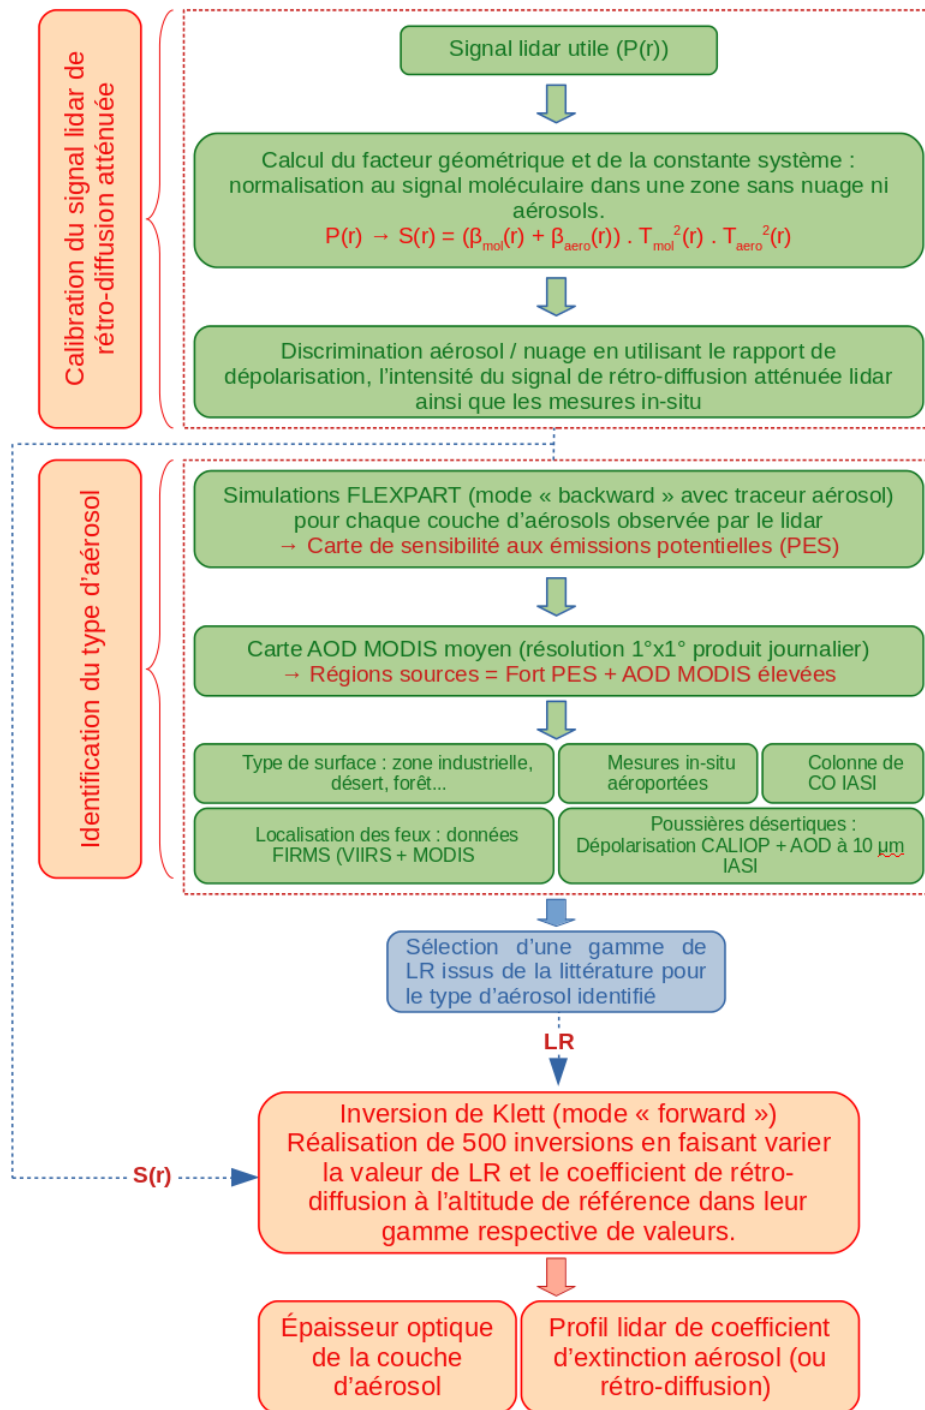 Calibration du signal lidar de
rétro-diffusion atténuée
Signal lidar utile (P(r))
Calcul du facteur géométrique et de la constante système :
normalisation au signal moléculaire dans une zone sans nuage ni
aérosols.
P(r) → S(r) = (β_mol(r) + β_aero(r)) . T_mol²(r) . T_aero²(r)
Discrimination aérosol / nuage en utilisant le rapport de
dépolarisation, l'intensité du signal de rétro-diffusion atténuée lidar
ainsi que les mesures in-situ
Identification du type d'aérosol
Simulations FLEXPART (mode « backward » avec traceur aérosol)
pour chaque couche d'aérosols observée par le lidar
→ Carte de sensibilité aux émissions potentielles (PES)
Carte AOD MODIS moyen (résolution 1°x1° produit journalier)
→ Régions sources = Fort PES + AOD MODIS élevées
Type de surface : zone industrielle,
désert, forêt...
Mesures in-situ
aéroportées
Colonne de
CO IASI
Localisation des feux : données
FIRMS (VIIRS + MODIS
Poussières désertiques :
Dépolarisation CALIOP + AOD à 10 μm
IASI
Sélection d'une gamme de
LR issus de la littérature pour
le type d'aérosol identifié
LR
S(r)
Inversion de Klett (mode « forward »)
Réalisation de 500 inversions en faisant varier
la valeur de LR et le coefficient de rétro-
diffusion à l'altitude de référence dans leur
gamme respective de valeurs.
Épaisseur optique
de la couche
d'aérosol
Profil lidar de coefficient
d'extinction aérosol (ou
rétro-diffusion)